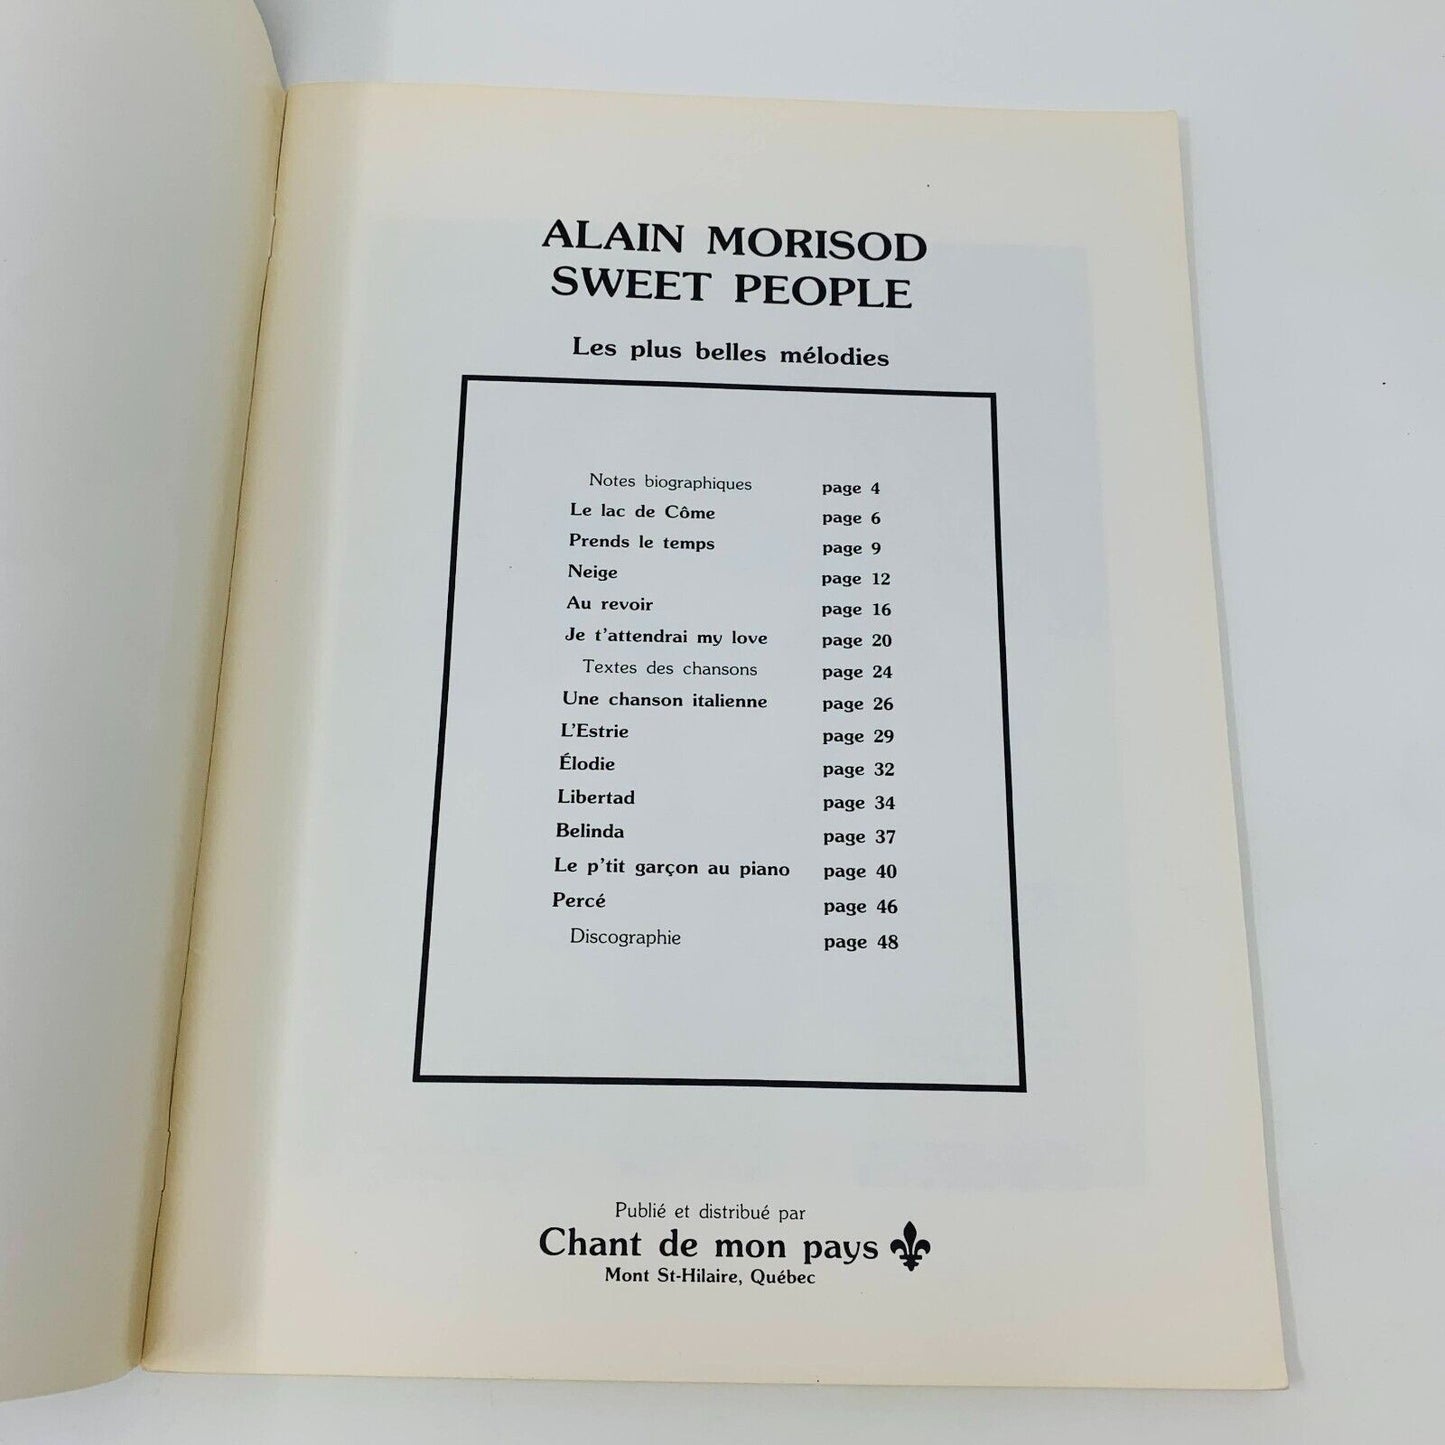 ALAIN MORISOD
SWEET PEOPLE
Les plus belles mélodies
Notes biographiques page 4
Le lac de Côme page 6
Prends le temps page 9
Neige page 12
Au revoir page 16
Je t'attendrai my love page 20
Textes des chansons page 24
Une chanson italienne page 26
L'Estrie page 29
Élodie page 32
Libertad page 34
Belinda page 37
Le p'tit garçon au piano page 40
Percé page 46
Discographie page 48
Publié et distribué par
Chant de mon pays
Mont St-Hilaire, Québec